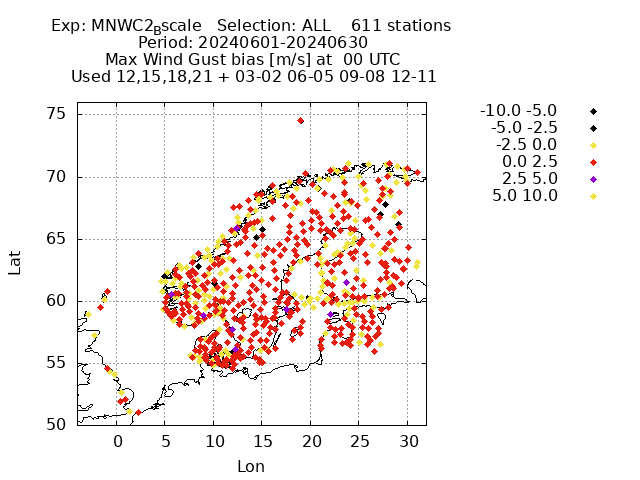 Exp: MNWC2Bscale   Selection: ALL    611 stations
Period: 20240601-20240630
Max Wind Gust bias [m/s] at  00 UTC
Used 12,15,18,21 + 03-02 06-05 09-08 12-11
-10.0 -5.0
-5.0 -2.5
-2.5 0.0
0.0 2.5
2.5 5.0
5.0 10.0
75
70
65
60
55
50
Lat
0 5 10 15 20 25 30
Lon